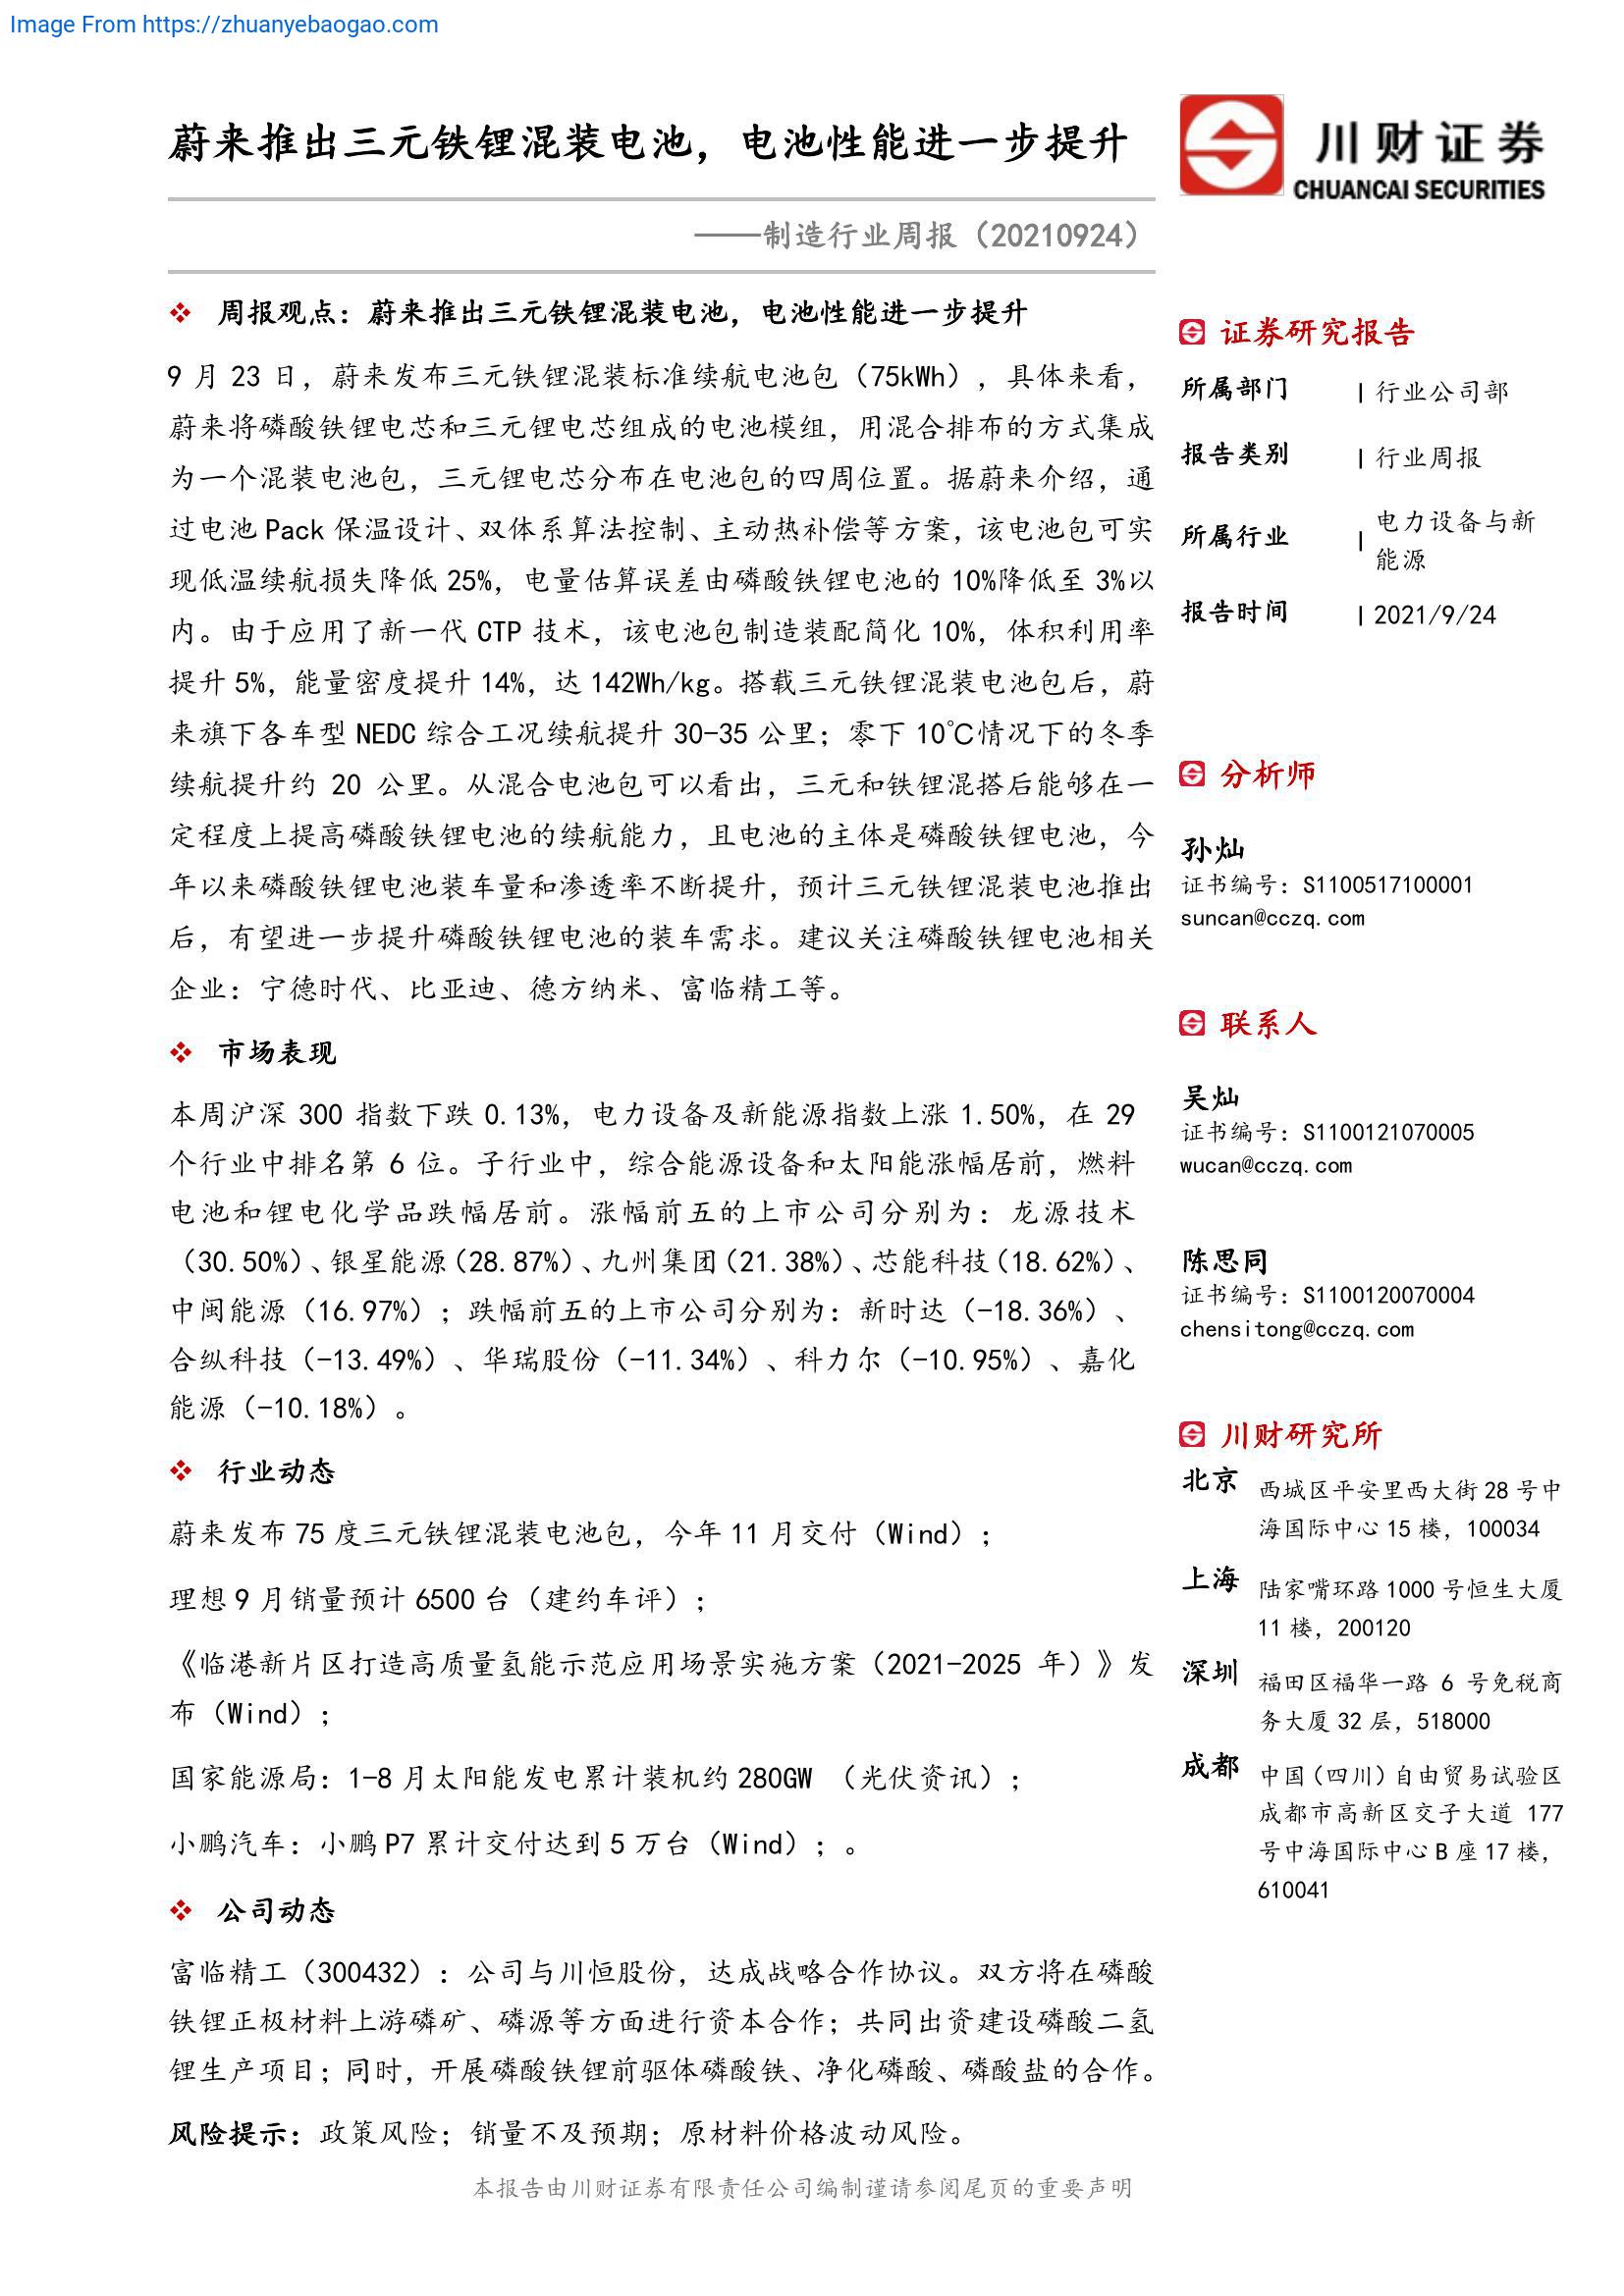 Image From https://zhuanyebaogao.com
蔚来推出三元铁锂混装电池，电池性能进一步提升
——制造行业周报（20210924）
❖ 周报观点：蔚来推出三元铁锂混装电池，电池性能进一步提升
9 月 23 日，蔚来发布三元铁锂混装标准续航电池包（75kWh），具体来看，
蔚来将磷酸铁锂电芯和三元锂电芯组成的电池模组，用混合排布的方式集成
为一个混装电池包，三元锂电芯分布在电池包的四周位置。据蔚来介绍，通
过电池 Pack 保温设计、双体系算法控制、主动热补偿等方案，该电池包可实
现低温续航损失降低 25%，电量估算误差由磷酸铁锂电池的 10%降低至 3%以
内。由于应用了新一代 CTP 技术，该电池包制造装配简化 10%，体积利用率
提升 5%，能量密度提升 14%，达 142Wh/kg。搭载三元铁锂混装电池包后，蔚
来旗下各车型 NEDC 综合工况续航提升 30-35 公里；零下 10℃情况下的冬季
续航提升约 20 公里。从混合电池包可以看出，三元和铁锂混搭后能够在一
定程度上提高磷酸铁锂电池的续航能力，且电池的主体是磷酸铁锂电池，今
年以来磷酸铁锂电池装车量和渗透率不断提升，预计三元铁锂混装电池推出
后，有望进一步提升磷酸铁锂电池的装车需求。建议关注磷酸铁锂电池相关
企业：宁德时代、比亚迪、德方纳米、富临精工等。
❖ 市场表现
本周沪深 300 指数下跌 0.13%，电力设备及新能源指数上涨 1.50%，在 29
个行业中排名第 6 位。子行业中，综合能源设备和太阳能涨幅居前，燃料
电池和锂电化学品跌幅居前。涨幅前五的上市公司分别为：龙源技术
（30.50%）、银星能源（28.87%）、九州集团（21.38%）、芯能科技（18.62%）、
中闽能源（16.97%）；跌幅前五的上市公司分别为：新时达（-18.36%）、
合纵科技（-13.49%）、华瑞股份（-11.34%）、科力尔（-10.95%）、嘉化
能源（-10.18%）。
❖ 行业动态
蔚来发布 75 度三元铁锂混装电池包，今年 11 月交付（Wind）；
理想 9 月销量预计 6500 台（建约车评）；
《临港新片区打造高质量氢能示范应用场景实施方案（2021-2025 年）》发
布（Wind）；
国家能源局：1-8 月太阳能发电累计装机约 280GW （光伏资讯）；
小鹏汽车：小鹏 P7 累计交付达到 5 万台（Wind）；。
❖ 公司动态
富临精工（300432）：公司与川恒股份，达成战略合作协议。双方将在磷酸
铁锂正极材料上游磷矿、磷源等方面进行资本合作；共同出资建设磷酸二氢
锂生产项目；同时，开展磷酸铁锂前驱体磷酸铁、净化磷酸、磷酸盐的合作。
风险提示：政策风险；销量不及预期；原材料价格波动风险。
川财证券
CHUANCAI SECURITIES
证券研究报告
所属部门 | 行业公司部
报告类别 | 行业周报
所属行业 | 电力设备与新
能源
报告时间 | 2021/9/24
分析师
孙灿
证书编号：S1100517100001
suncan@cczq.com
联系人
吴灿
证书编号：S1100121070005
wucan@cczq.com
陈思同
证书编号：S1100120070004
chensitong@cczq.com
川财研究所
北京 西城区平安里西大街 28 号中
海国际中心 15 楼，100034
上海 陆家嘴环路 1000 号恒生大厦
11 楼，200120
深圳 福田区福华一路 6 号免税商
务大厦 32 层，518000
成都 中国（四川）自由贸易试验区
成都市高新区交子大道 177
号中海国际中心 B 座 17 楼，
610041
本报告由川财证券有限责任公司编制谨请参阅尾页的重要声明